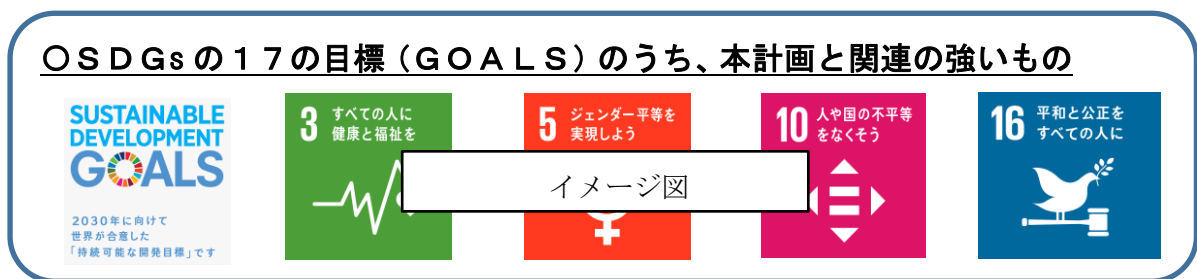 ○ＳＤＧｓの１７の目標（ＧＯＡＬＳ）のうち、本計画と関連の強いもの
SUSTAINABLE
DEVELOPMENT
GOALS
2030年に向けて
世界が合意した
「持続可能な開発目標」です
3 すべての人に
健康と福祉を
5 ジェンダー平等を
実現しよう
10 人や国の不平等
をなくそう
16 平和と公正を
すべての人に
イメージ図